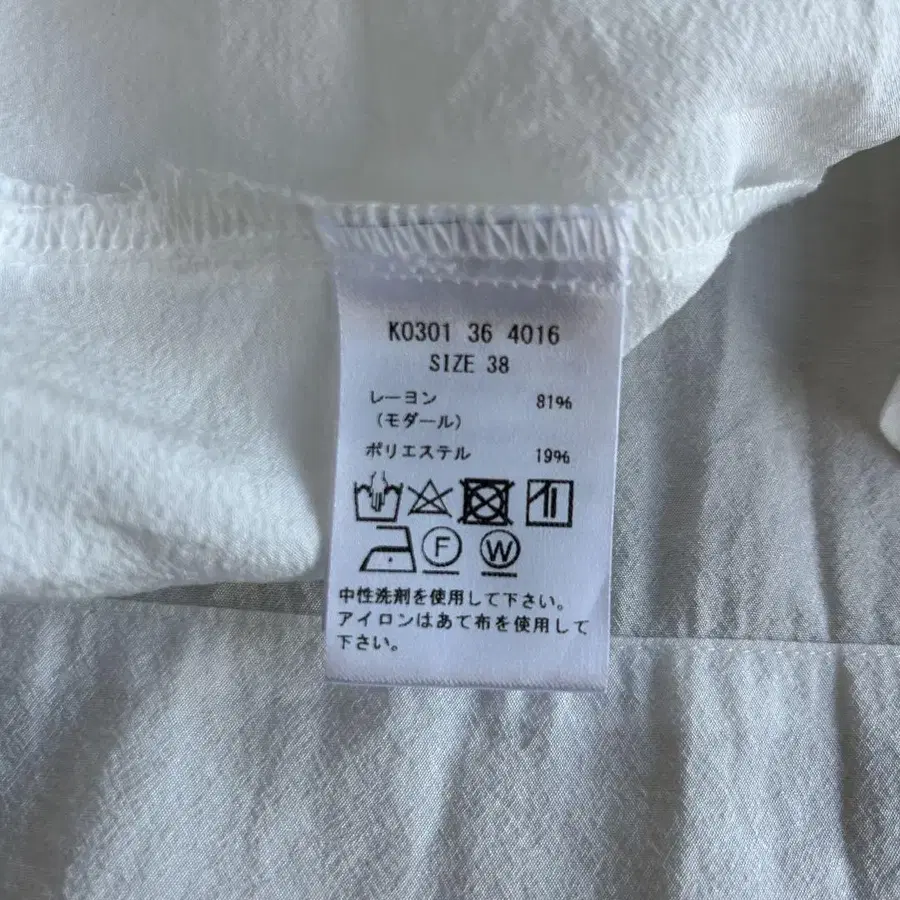 K0301 36 4016
SIZE 38
レーヨン 81%
(モダール)
ポリエステル 19%
F W
中性洗剤を使用して下さい。
アイロンはあて布を使用して
下さい。